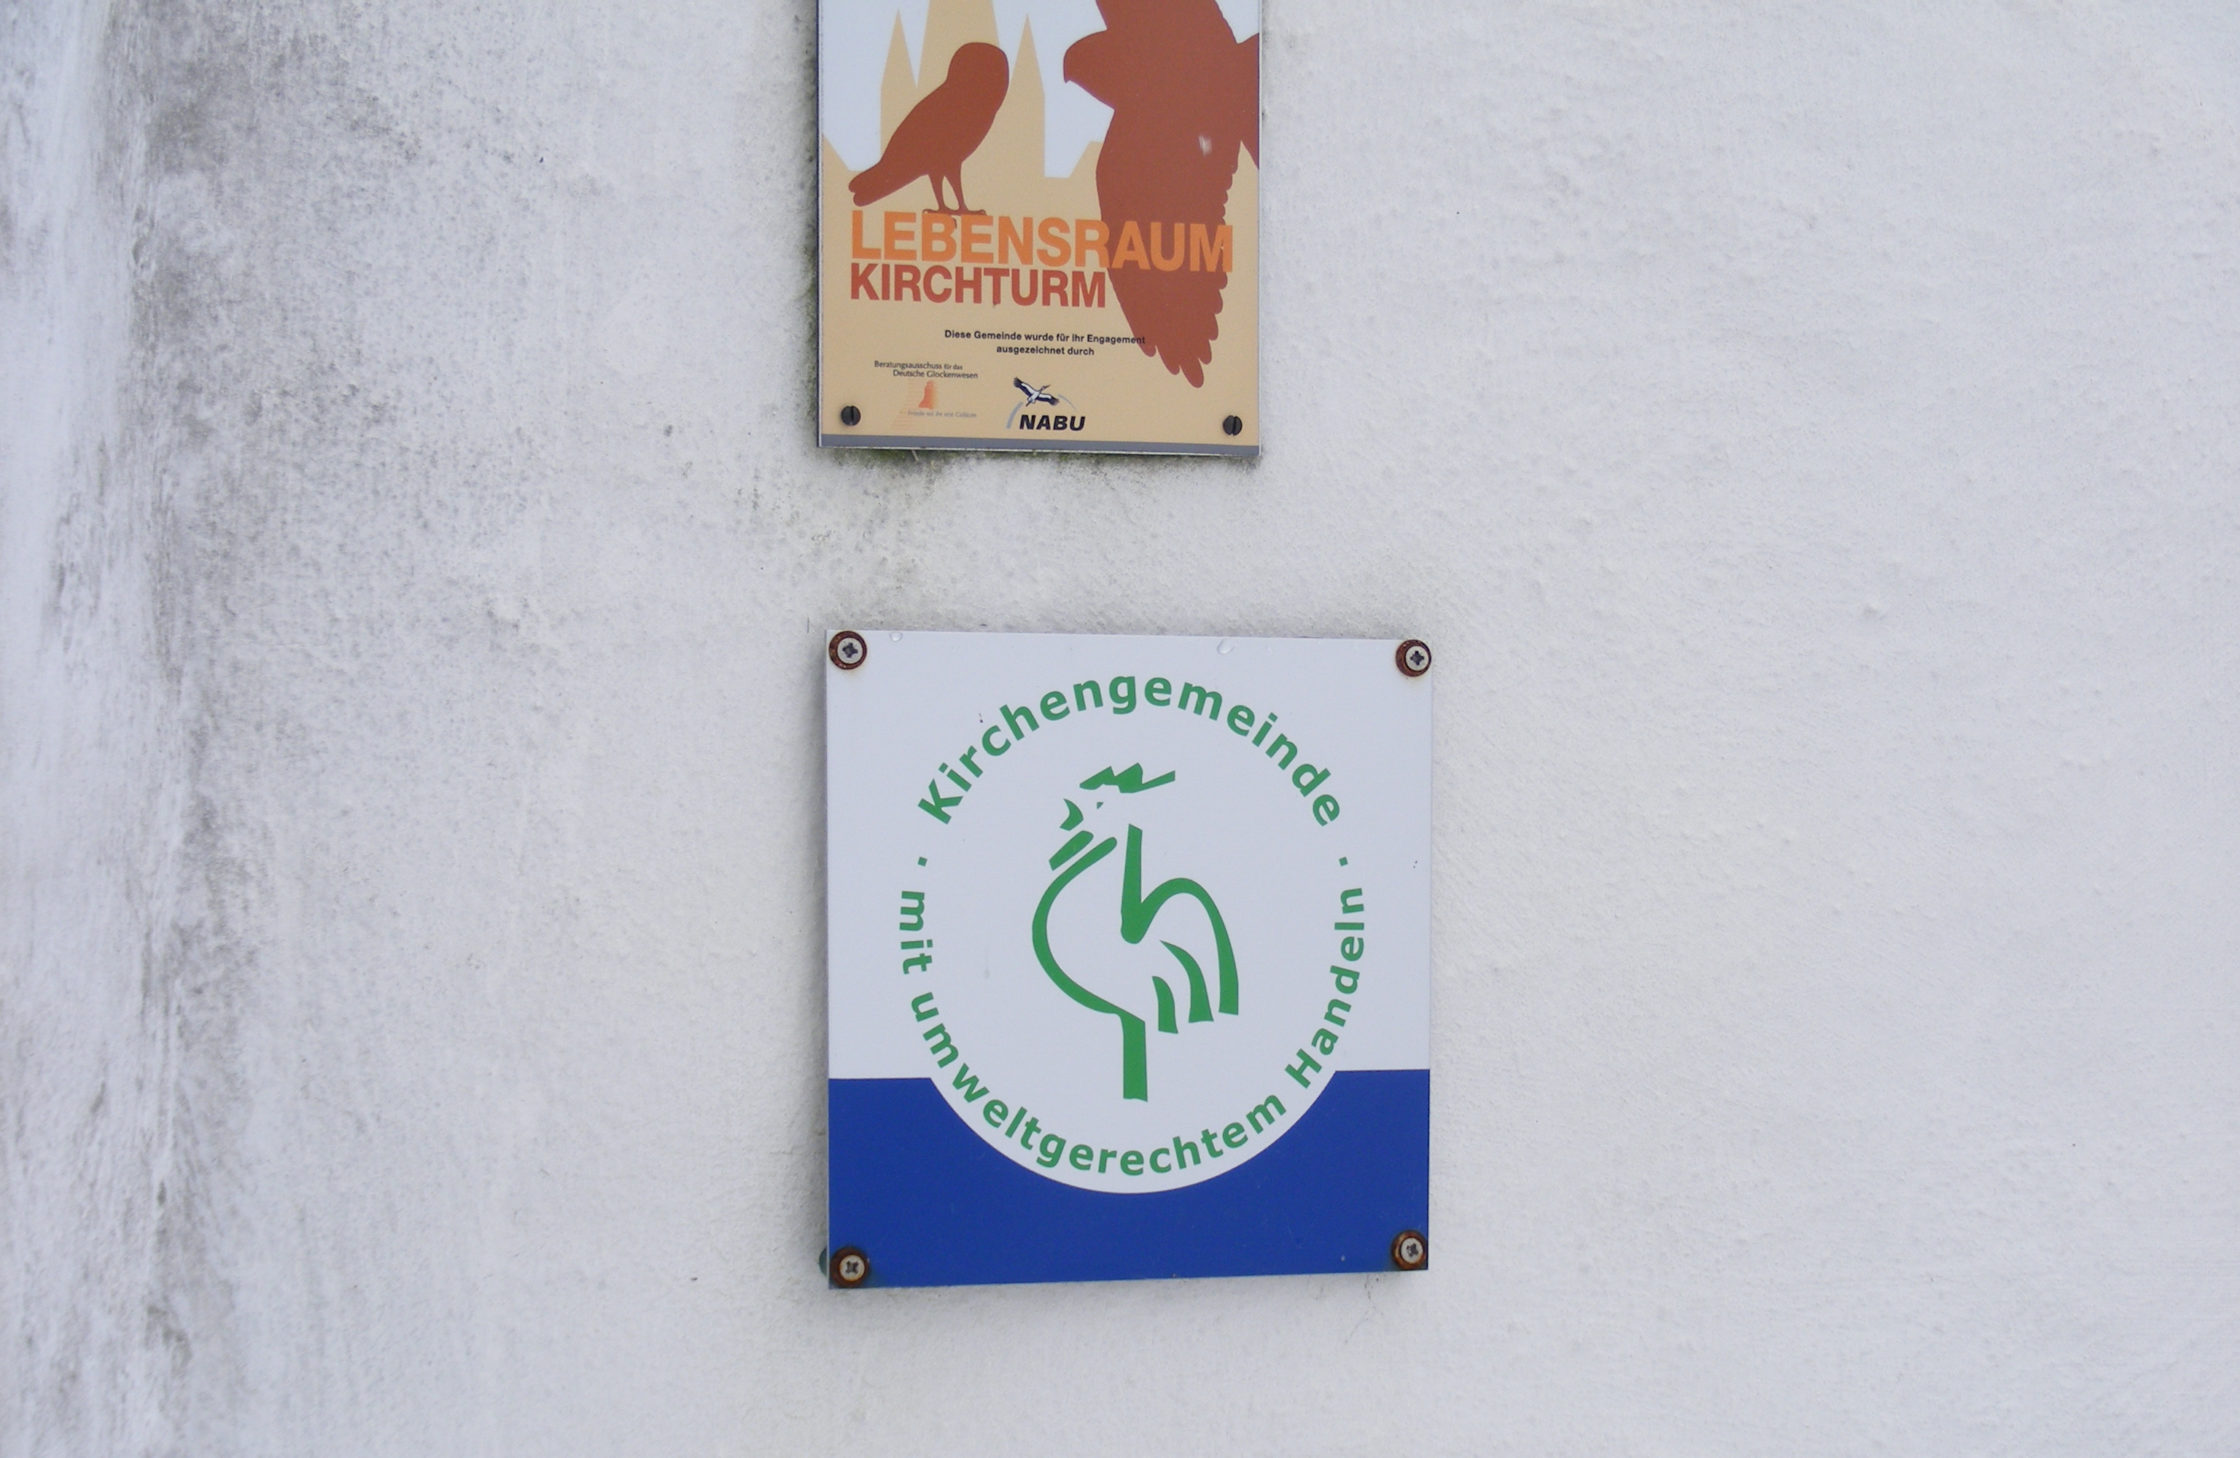 LEBENSRAUM
KIRCHTURM
Diese Gemeinde wurde für ihr Engagement
ausgezeichnet durch
Beratungsausschuss für das
Deutsche Glockenwesen
NABU
Kirchengemeinde
· mit umweltgerechtem Handeln ·